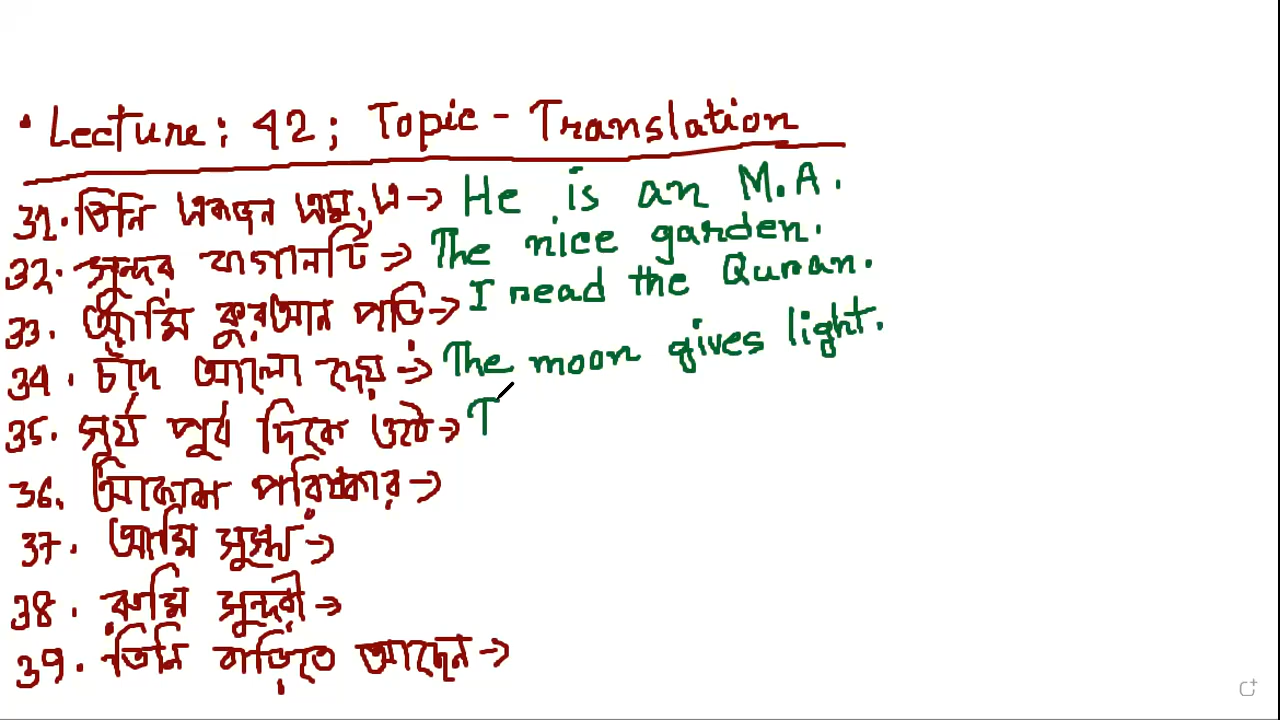 • Lecture: 42; Topic - Translation
31. তিনি একজন এম.এ → He is an M.A.
32. সুন্দর বাগানটি → The nice garden.
33. আমি কুরআন পড়ি → I read the Quran.
34. চাঁদ আলো দেয় → The moon gives light.
35. সূর্য পূর্ব দিকে ওঠে → T
36. আকাশ পরিষ্কার →
37. আমি সুস্থ →
38. রুমি সুন্দরী →
39. তিনি বাড়িতে আছেন →